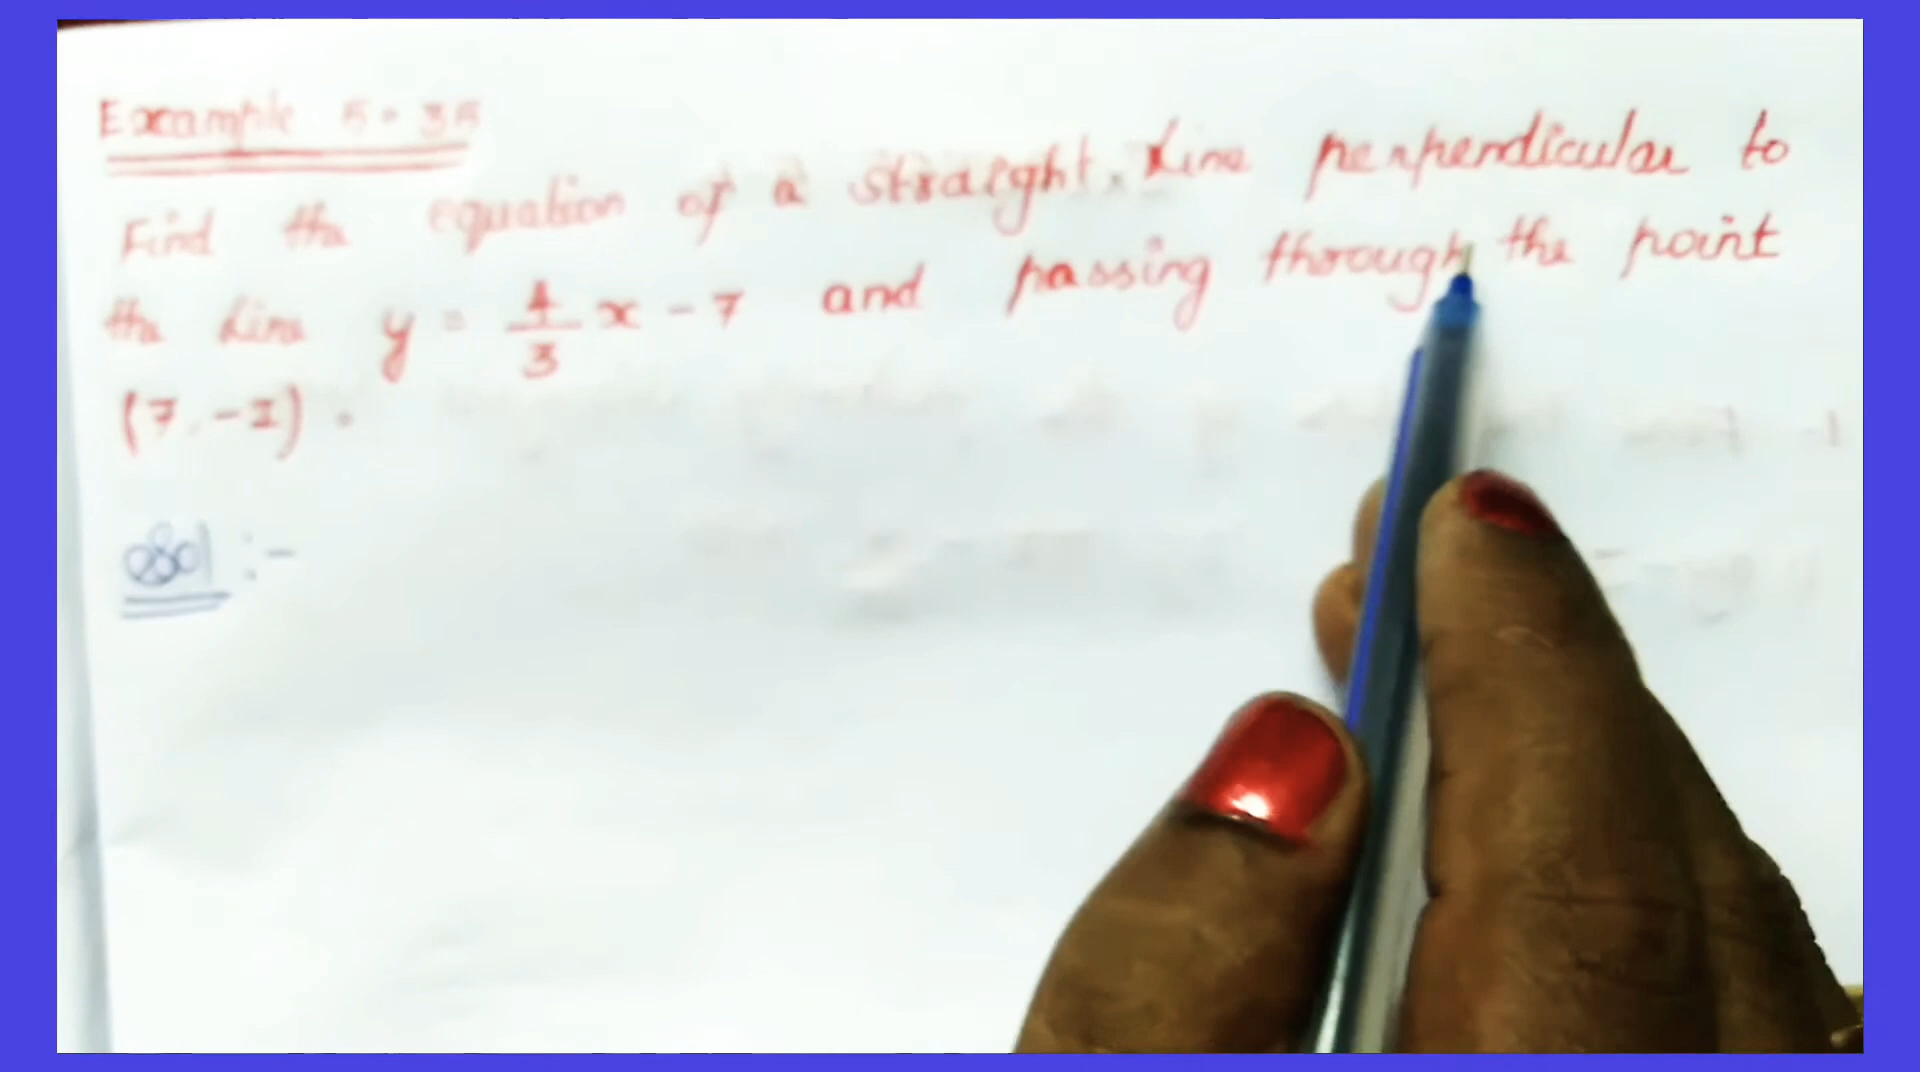 Example 5.35
Find the equation of a straight line perpendicular to
the line y = 4/3 x - 7 and passing through the point
(7, -1).
Sol :-